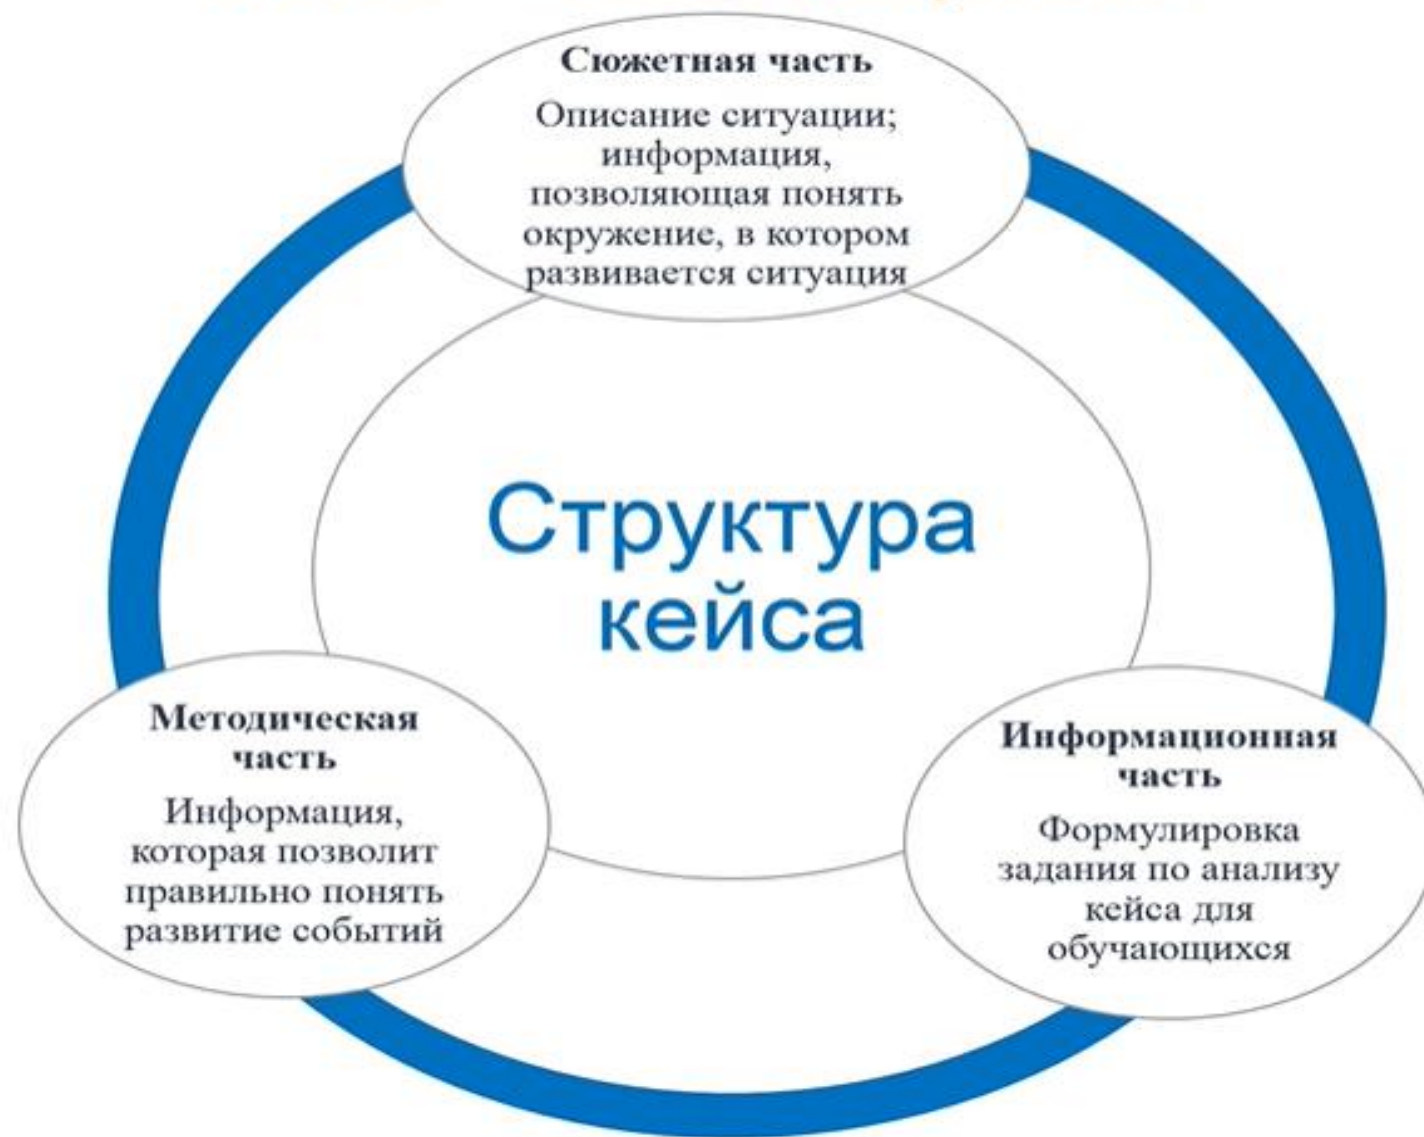 Сюжетная часть
Описание ситуации;
информация,
позволяющая понять
окружение, в котором
развивается ситуация
Структура
кейса
Методическая
часть
Информация,
которая позволит
правильно понять
развитие событий
Информационная
часть
Формулировка
задания по анализу
кейса для
обучающихся